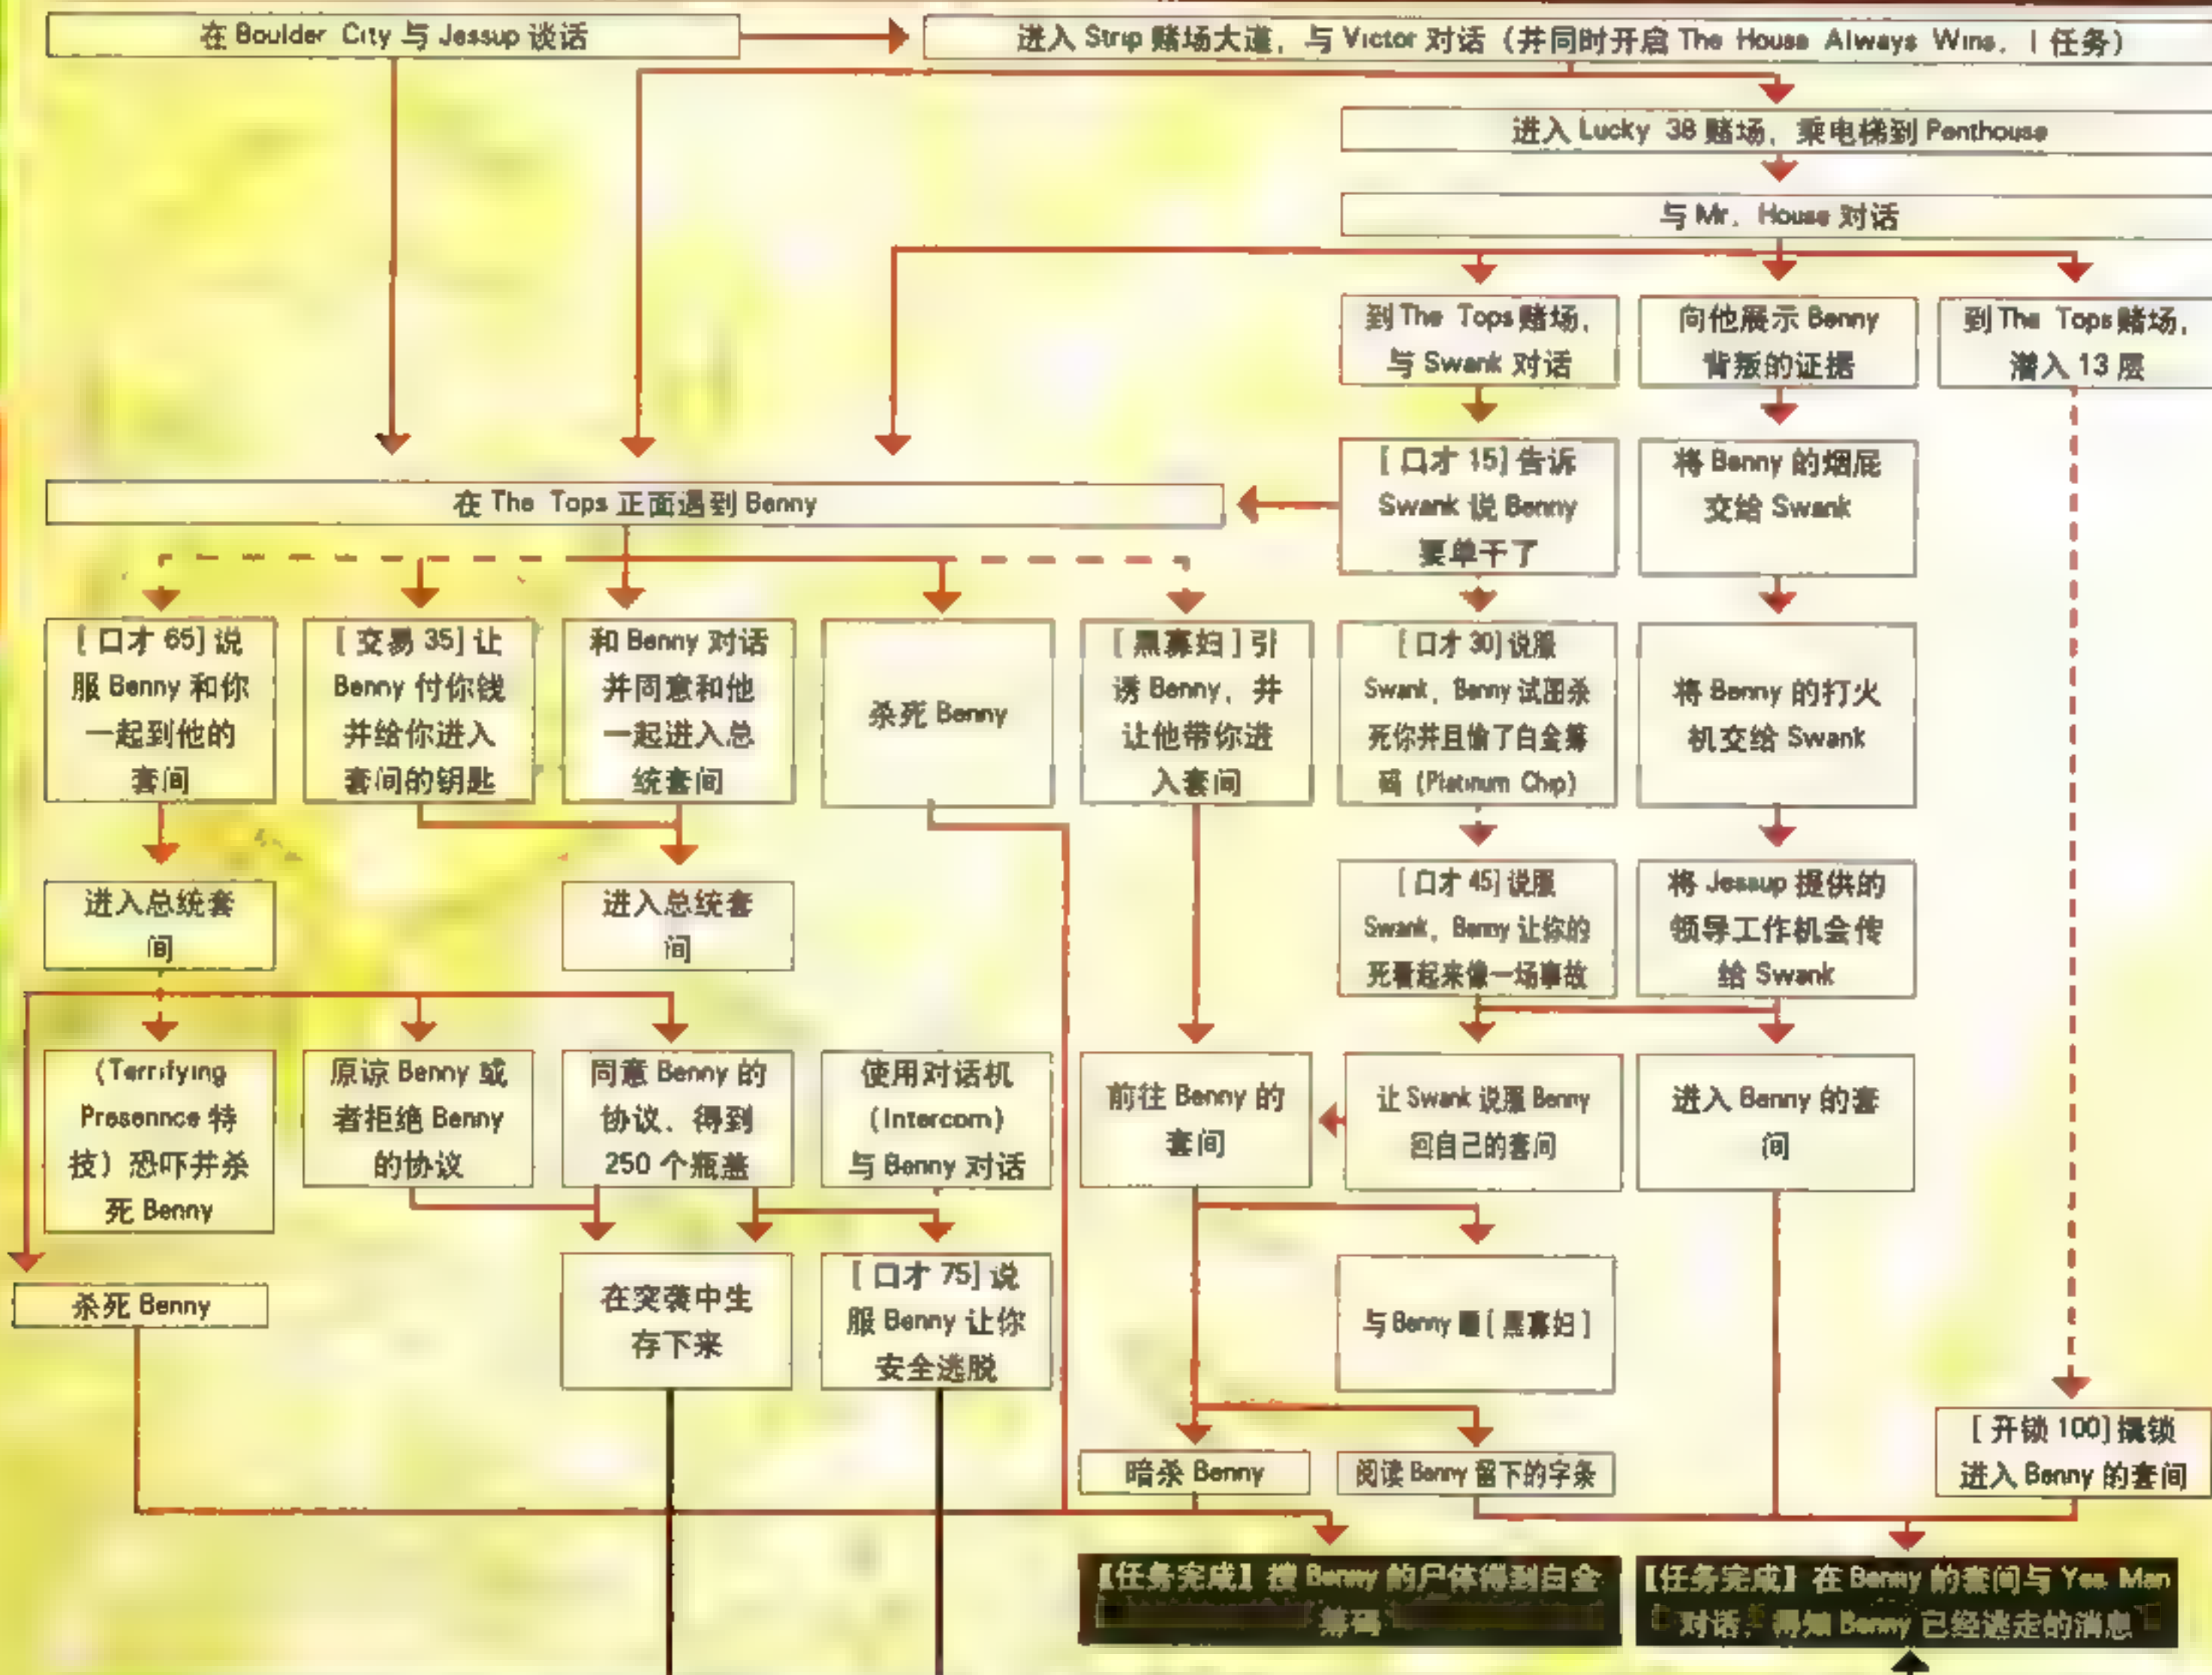 在 Boulder City 与 Jessup 谈话
进入 Strip 赌场大道，与 Victor 对话（并同时开启 The House Always Wins，I 任务）
进入 Lucky 38 赌场，乘电梯到 Penthouse
与 Mr. House 对话
到 The Tops 赌场，
与 Swank 对话
向他展示 Benny
背叛的证据
到 The Tops 赌场，
潜入 13 层
在 The Tops 正面遇到 Benny
[ 口才 15] 告诉
Swank 说 Benny
要单干了
将 Benny 的烟屁
交给 Swank
[ 口才 65] 说
服 Benny 和你
一起到他的
套间
[ 交易 35] 让
Benny 付你钱
并给你进入
套间的钥匙
和 Benny 对话
并同意和他
一起进入总
统套间
杀死 Benny
[ 黑寡妇 ] 引
诱 Benny，并
让他带你进
入套间
[ 口才 30] 说服
Swank，Benny 试图杀
死你并且偷了白金筹
码 (Platinum Chip)
将 Benny 的打火
机交给 Swank
进入总统套
间
进入总统套
间
[ 口才 45] 说服
Swank，Benny 让你的
死看起来像一场事故
将 Jessup 提供的
领导工作机会传
给 Swank
(Terrifying
Presennce 特
技）恐吓并杀
死 Benny
原谅 Benny 或
者拒绝 Benny
的协议
同意 Benny 的
协议、得到
250 个瓶盖
使用对话机
(Intercom)
与 Benny 对话
前往 Benny 的
套间
让 Swank 说服 Benny
回自己的套间
进入 Benny 的套
间
杀死 Benny
在突袭中生
存下来
[ 口才 75] 说
服 Benny 让你
安全逃脱
与 Benny 睡 [ 黑寡妇 ]
暗杀 Benny
阅读 Benny 留下的字条
[ 开锁 100] 撬锁
进入 Benny 的套间
【任务完成】搜 Benny 的尸体得到白金
筹码
【任务完成】在 Benny 的套间与 Yes Man
对话，得知 Benny 已经逃走的消息